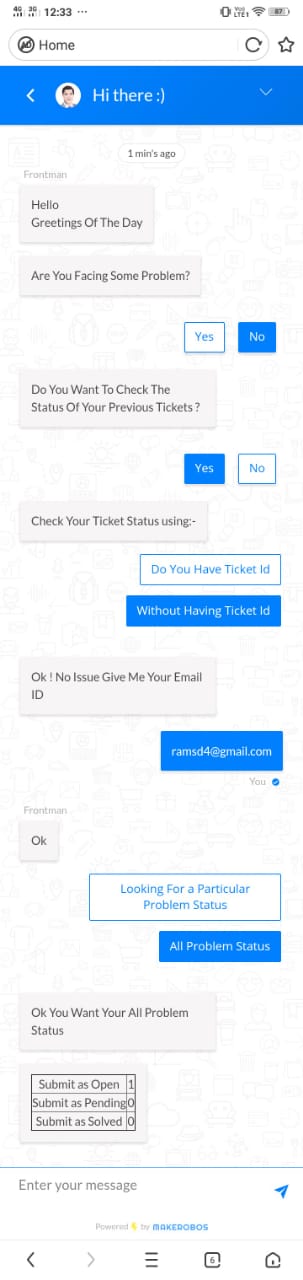 4G 3G 12:33 ...
LTE1 87
Home
Hi there :)
1 min's ago
Frontman
Hello
Greetings Of The Day
Are You Facing Some Problem?
Yes No
Do You Want To Check The
Status Of Your Previous Tickets ?
Yes No
Check Your Ticket Status using:-
Do You Have Ticket Id
Without Having Ticket Id
Ok ! No Issue Give Me Your Email
ID
ramsd4@gmail.com
You
Frontman
Ok
Looking For a Particular
Problem Status
All Problem Status
Ok You Want Your All Problem
Status
Submit as Open 1
Submit as Pending 0
Submit as Solved 0
Enter your message
Powered by MAKEROBOS
6